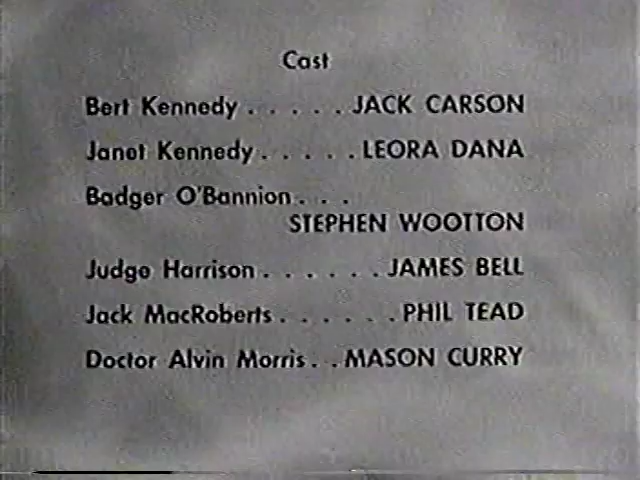 Cast
Bert Kennedy . . . . . JACK CARSON
Janet Kennedy . . . . . LEORA DANA
Badger O'Bannion . . .
STEPHEN WOOTTON
Judge Harrison . . . . . . JAMES BELL
Jack MacRoberts . . . . . . PHIL TEAD
Doctor Alvin Morris . . MASON CURRY